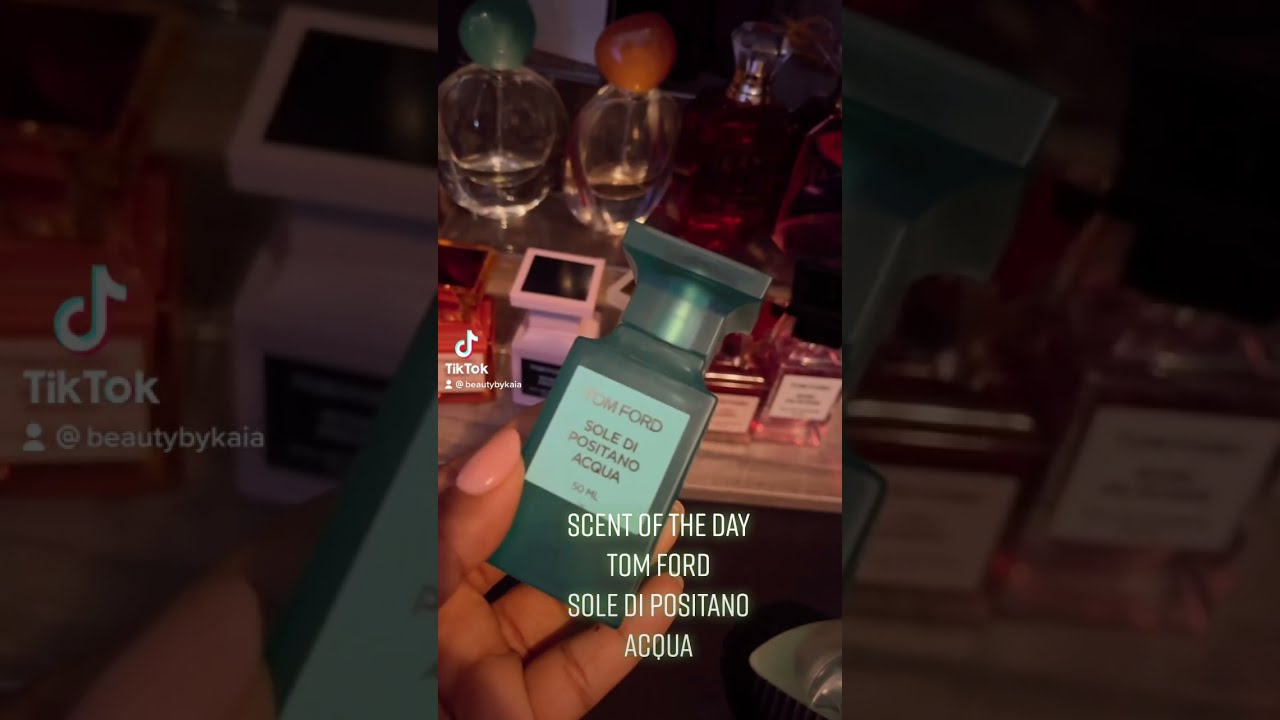 TikTok
@ beautybykaia
TikTok
@ beautybykaia
TOM FORD
SOLE DI
POSITANO
ACQUA
50 ML
SCENT OF THE DAY
TOM FORD
SOLE DI POSITANO
ACQUA